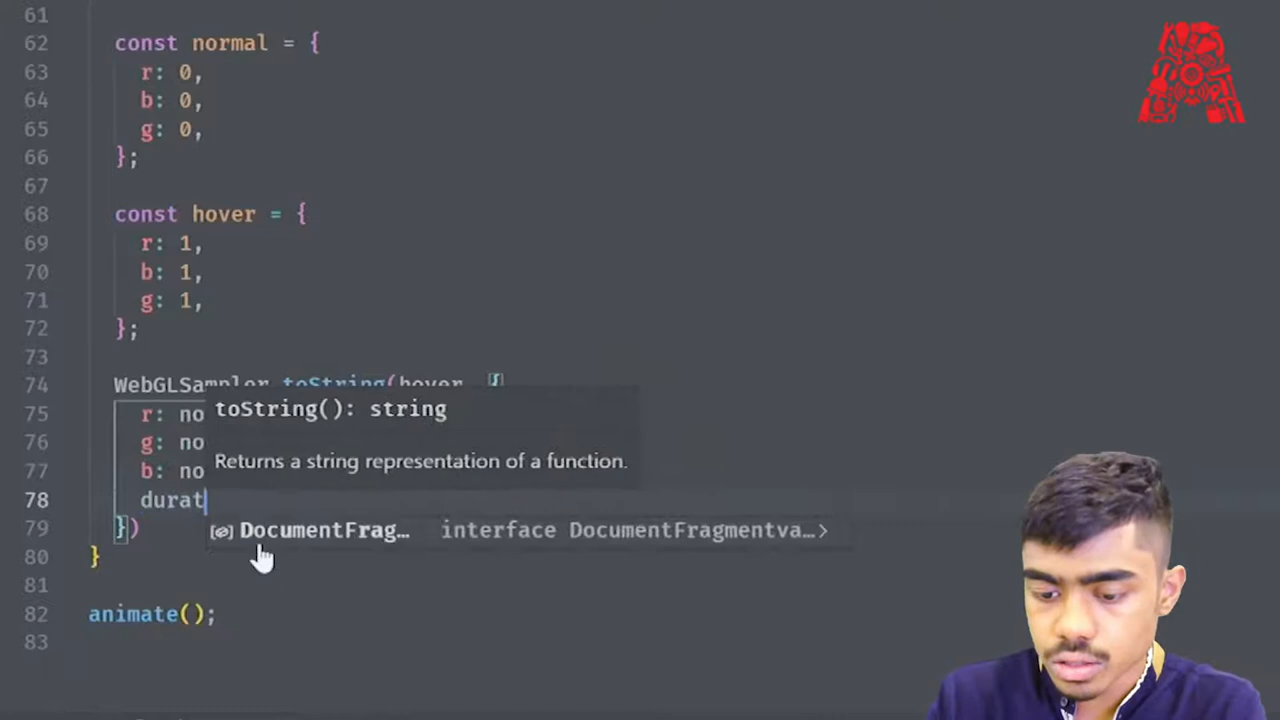 61
62 const normal = {
63 r: 0,
64 b: 0,
65 g: 0,
66 };
67
68 const hover = {
69 r: 1,
70 b: 1,
71 g: 1,
72 };
73
74 WebGLSampler.toString(hover, {
75 r: no
toString(): string
76 g: no
Returns a string representation of a function.
77 b: no
78 durat
79 })
DocumentFrag… interface DocumentFragmentva…>
80 }
81
82 animate();
83